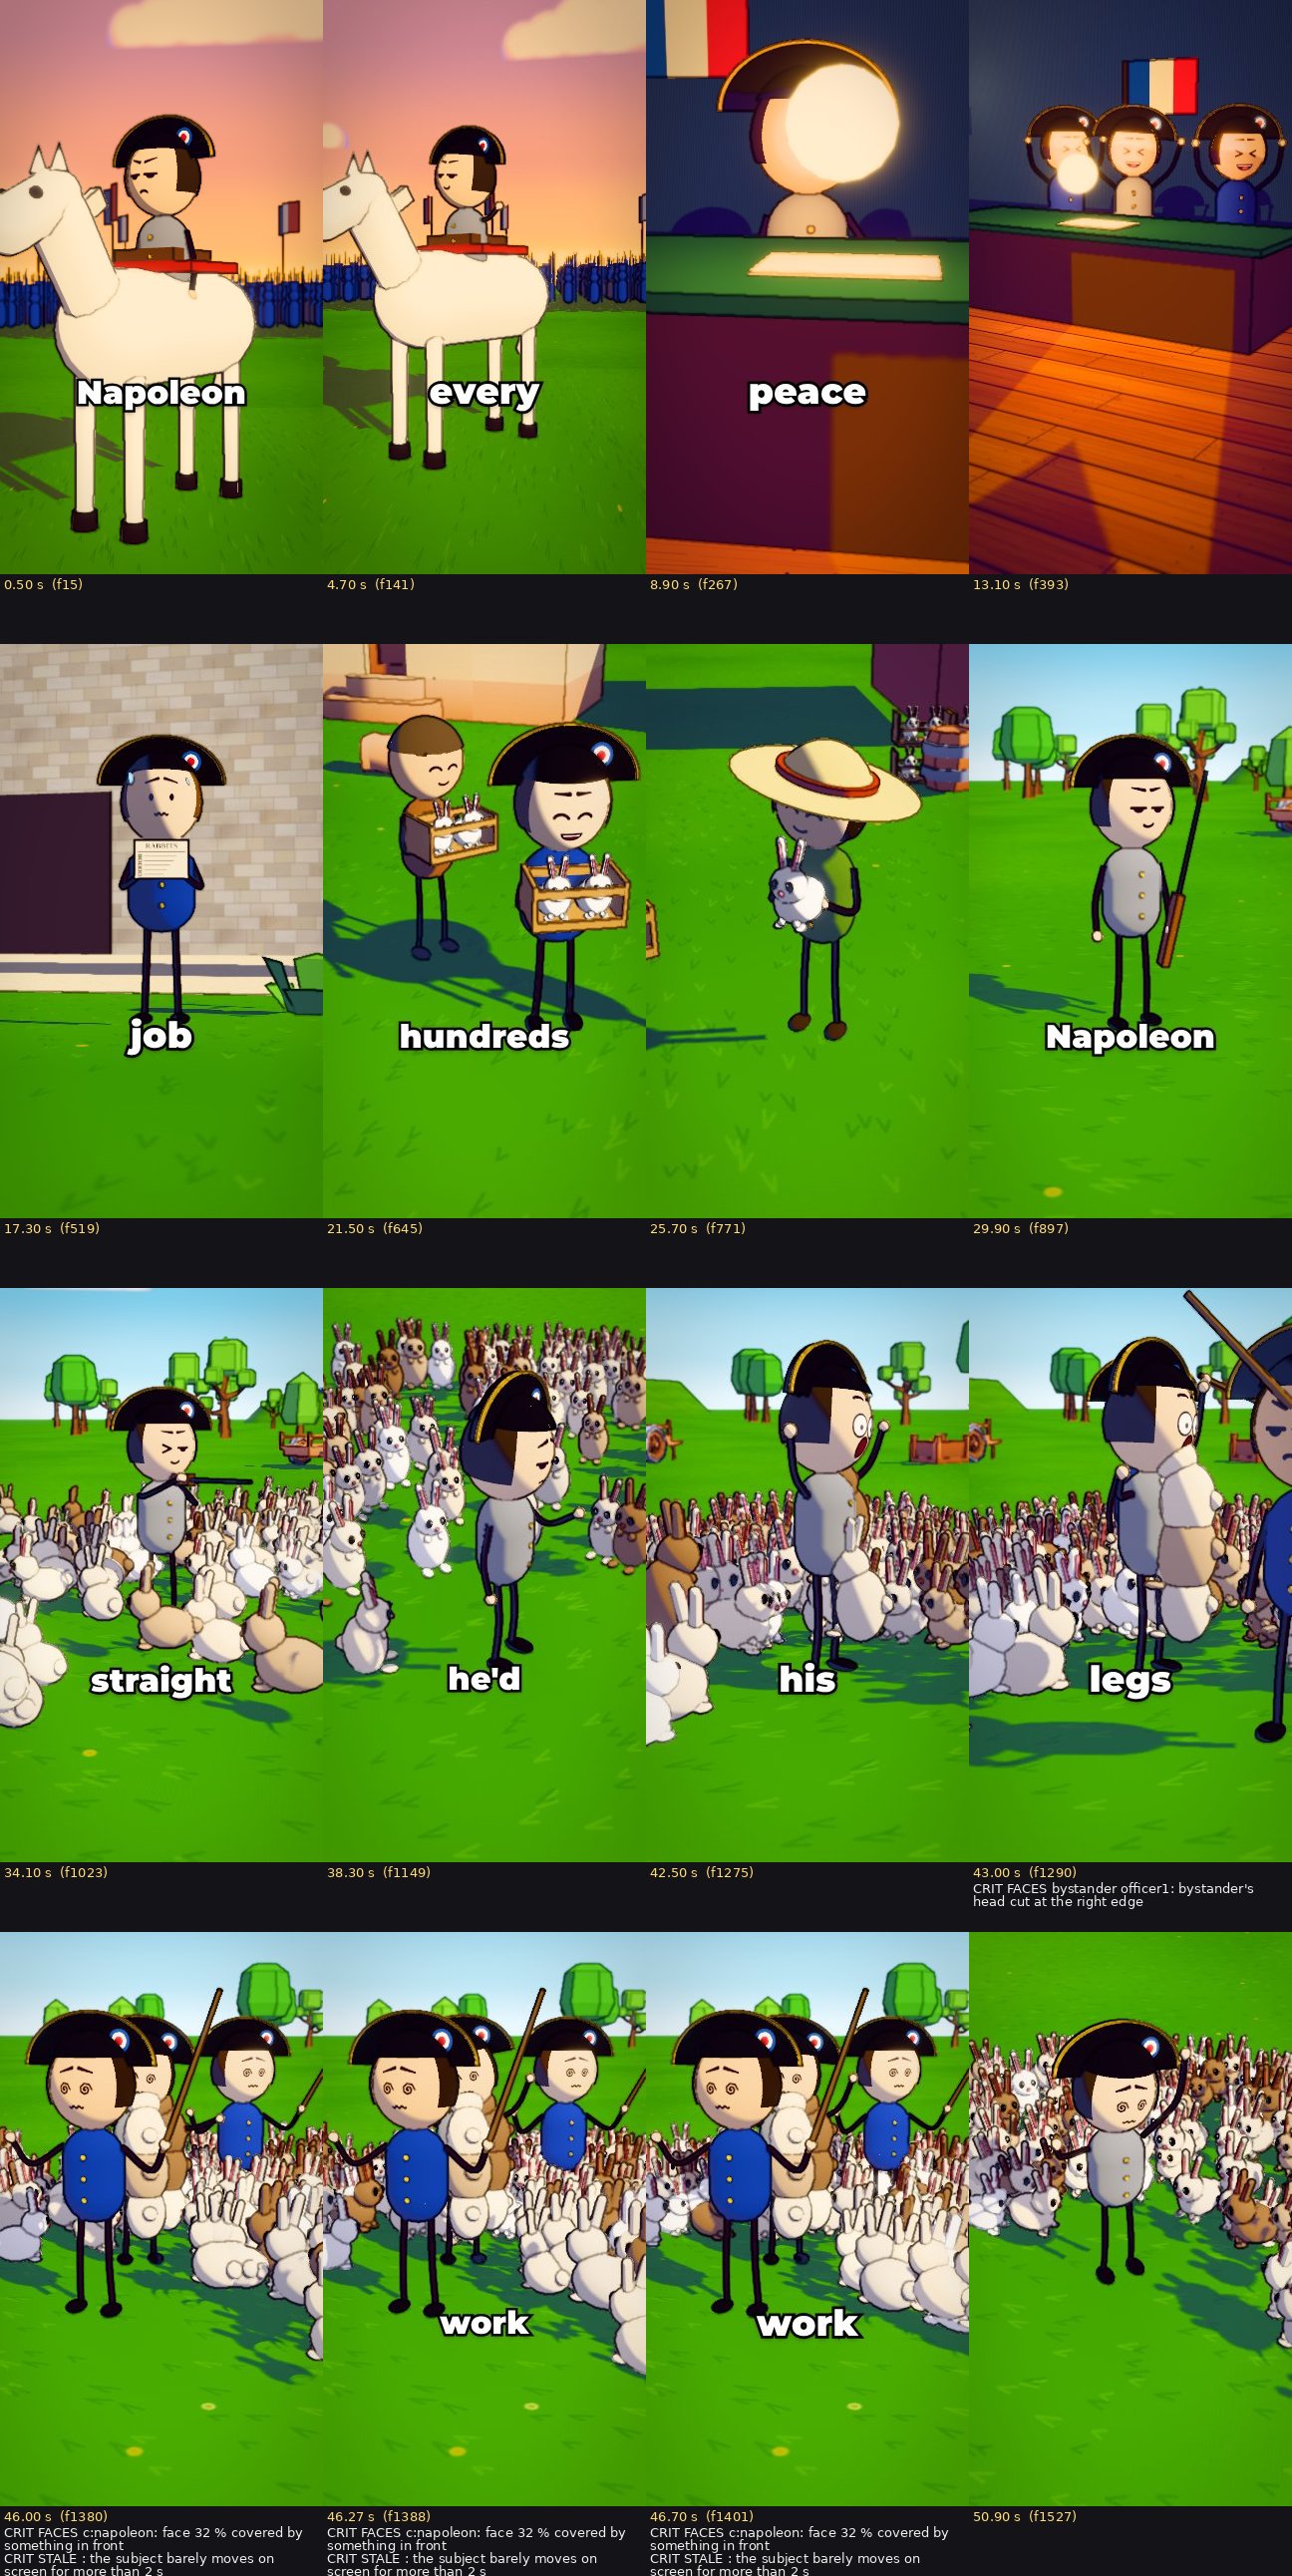 Napoleon
every
peace
0.50 s (f15)
4.70 s (f141)
8.90 s (f267)
13.10 s (f393)
RABBITS
job
hundreds
Napoleon
17.30 s (f519)
21.50 s (f645)
25.70 s (f771)
29.90 s (f897)
straight
he'd
his
legs
34.10 s (f1023)
38.30 s (f1149)
42.50 s (f1275)
43.00 s (f1290)
CRIT FACES bystander officer1: bystander's
head cut at the right edge
work
work
46.00 s (f1380)
CRIT FACES c:napoleon: face 32 % covered by
something in front
CRIT STALE : the subject barely moves on
screen for more than 2 s
46.27 s (f1388)
CRIT FACES c:napoleon: face 32 % covered by
something in front
CRIT STALE : the subject barely moves on
screen for more than 2 s
46.70 s (f1401)
CRIT FACES c:napoleon: face 32 % covered by
something in front
CRIT STALE : the subject barely moves on
screen for more than 2 s
50.90 s (f1527)